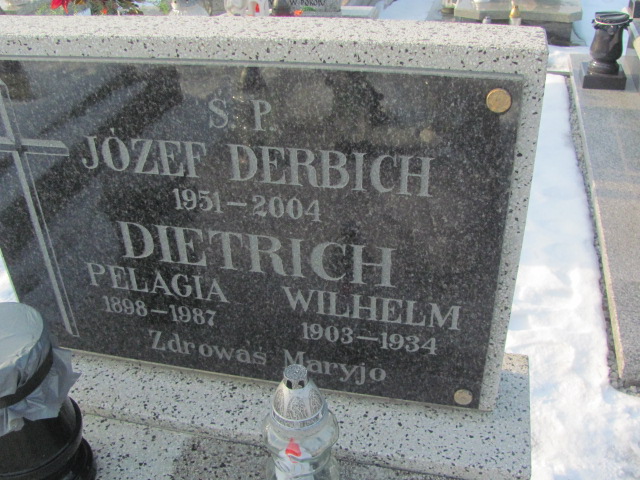 Ś. P.
JÓZEF DERBICH
1951-2004
DIETRICH
PELAGIA WILHELM
1898-1987 1903-1934
Zdrowaś Maryjo